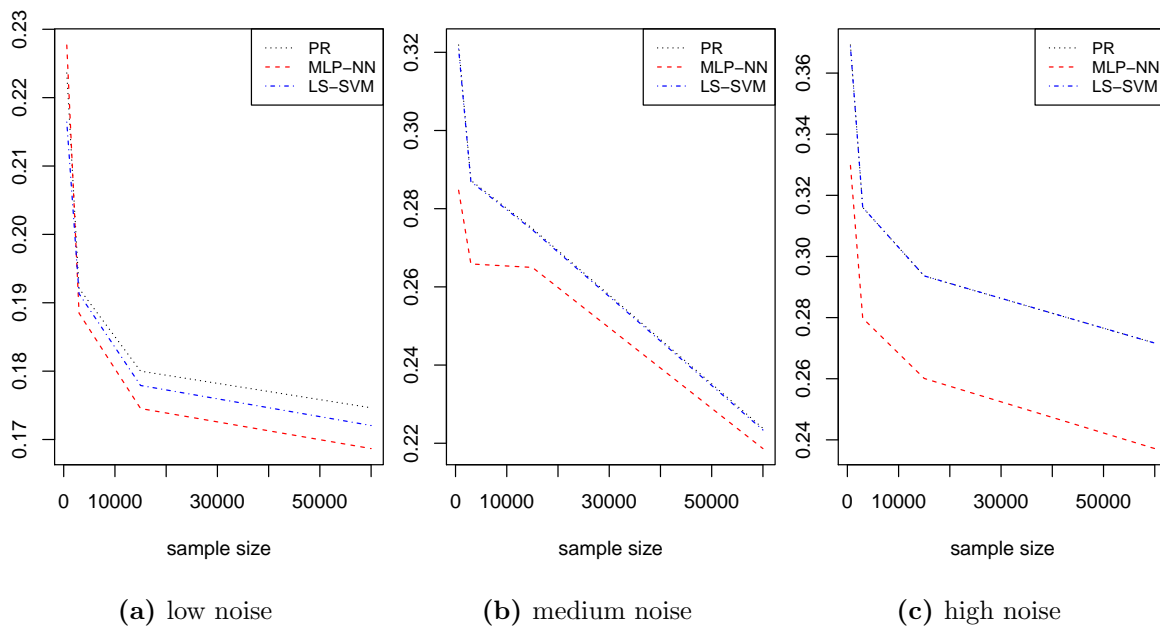 0.23
0.22
0.21
0.20
0.19
0.18
0.17
PR
MLP−NN
LS−SVM
0 10000 30000 50000
sample size
(a) low noise
0.32
0.30
0.28
0.26
0.24
0.22
PR
MLP−NN
LS−SVM
0 10000 30000 50000
sample size
(b) medium noise
0.36
0.34
0.32
0.30
0.28
0.26
0.24
PR
MLP−NN
LS−SVM
0 10000 30000 50000
sample size
(c) high noise